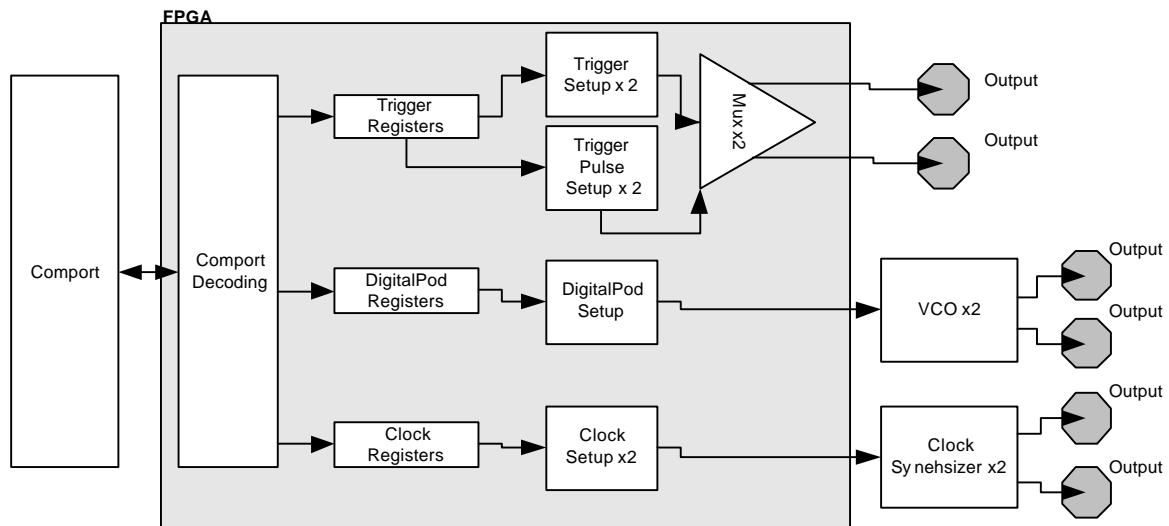 FPGA
Comport
Comport
Decoding
Trigger
Registers
Trigger
Setup x 2
Trigger
Pulse
Setup x 2
Mux x2
Output
Output
DigitalPod
Registers
DigitalPod
Setup
VCO x2
Output
Output
Clock
Registers
Clock
Setup x2
Clock
Synehsizer x2
Output
Output